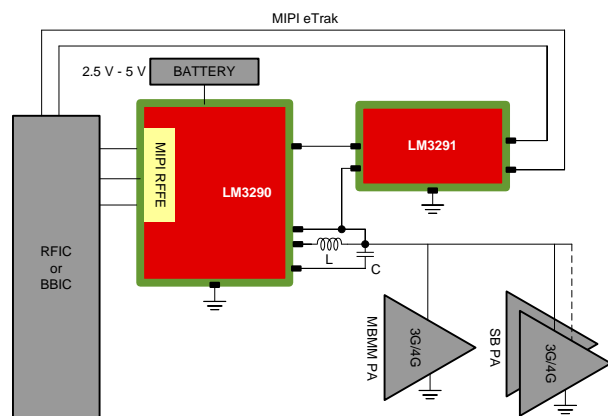 MIPI eTrak
2.5 V - 5 V
BATTERY
MIPI RFFE
LM3290
LM3291
RFIC
or
BBIC
L
C
MBMM PA
3G/4G
SB PA
3G/4G